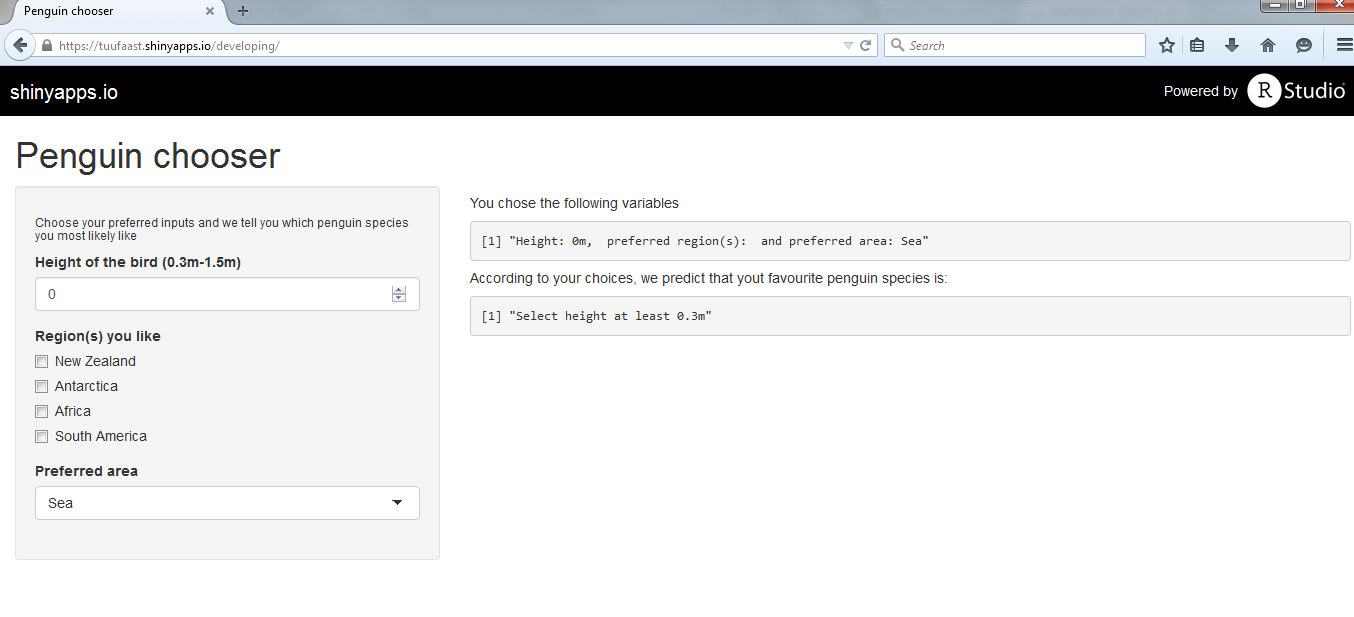 Penguin chooser
https://tuufaast.shinyapps.io/developing/
Search
shinyapps.io
Powered by R Studio
Penguin chooser
Choose your preferred inputs and we tell you which penguin species
you most likely like
Height of the bird (0.3m-1.5m)
0
Region(s) you like
New Zealand
Antarctica
Africa
South America
Preferred area
Sea
You chose the following variables
[1] "Height: 0m,  preferred region(s):  and preferred area: Sea"
According to your choices, we predict that yout favourite penguin species is:
[1] "Select height at least 0.3m"